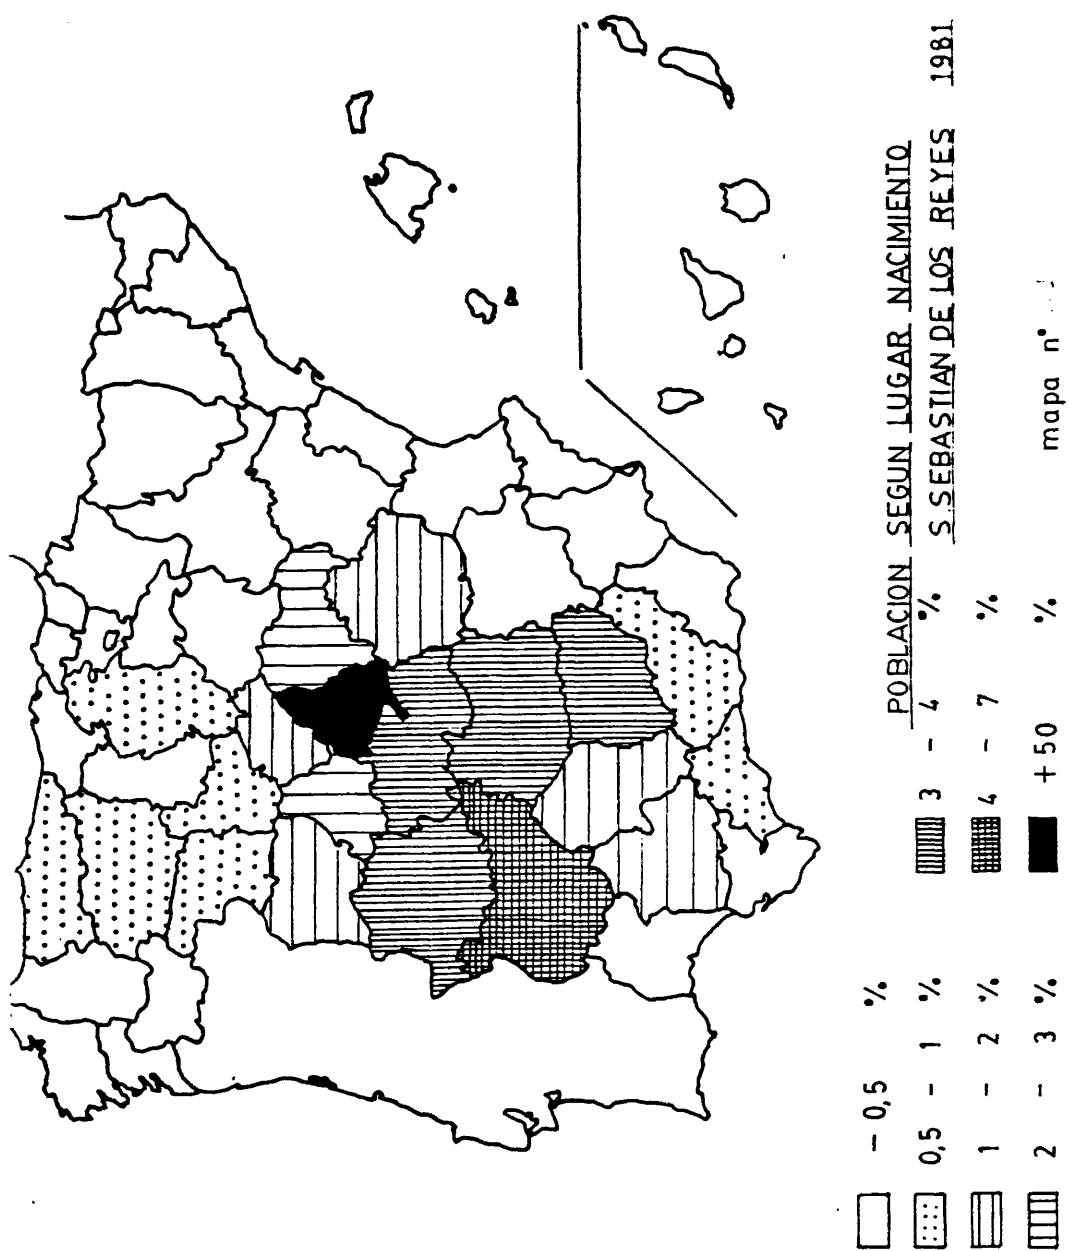 POBLACION SEGUN LUGAR NACIMIENTO
S.SEBASTIAN DE LOS REYES 1981
- 0,5 %
0,5 - 1 %
1 - 2 %
2 - 3 %
3 - 4 %
4 - 7 %
+ 50 %
mapa n°